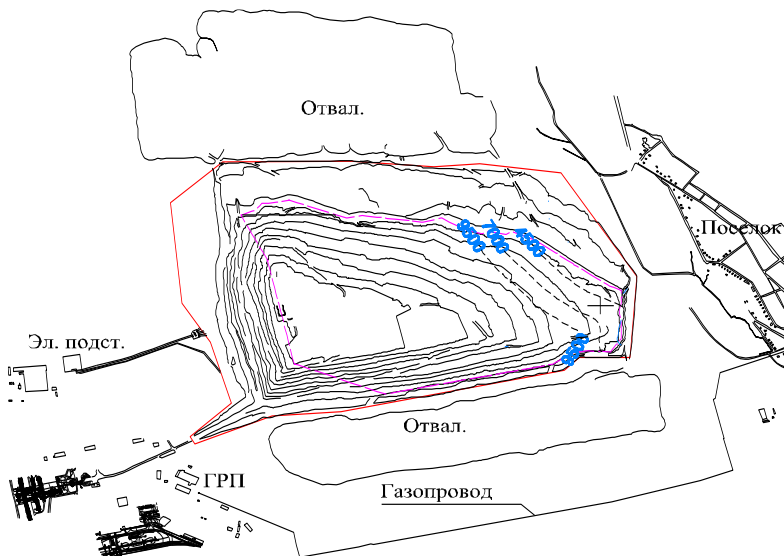 Отвал.
Поселок
Эл. подст.
Отвал.
ГРП
Газопровод